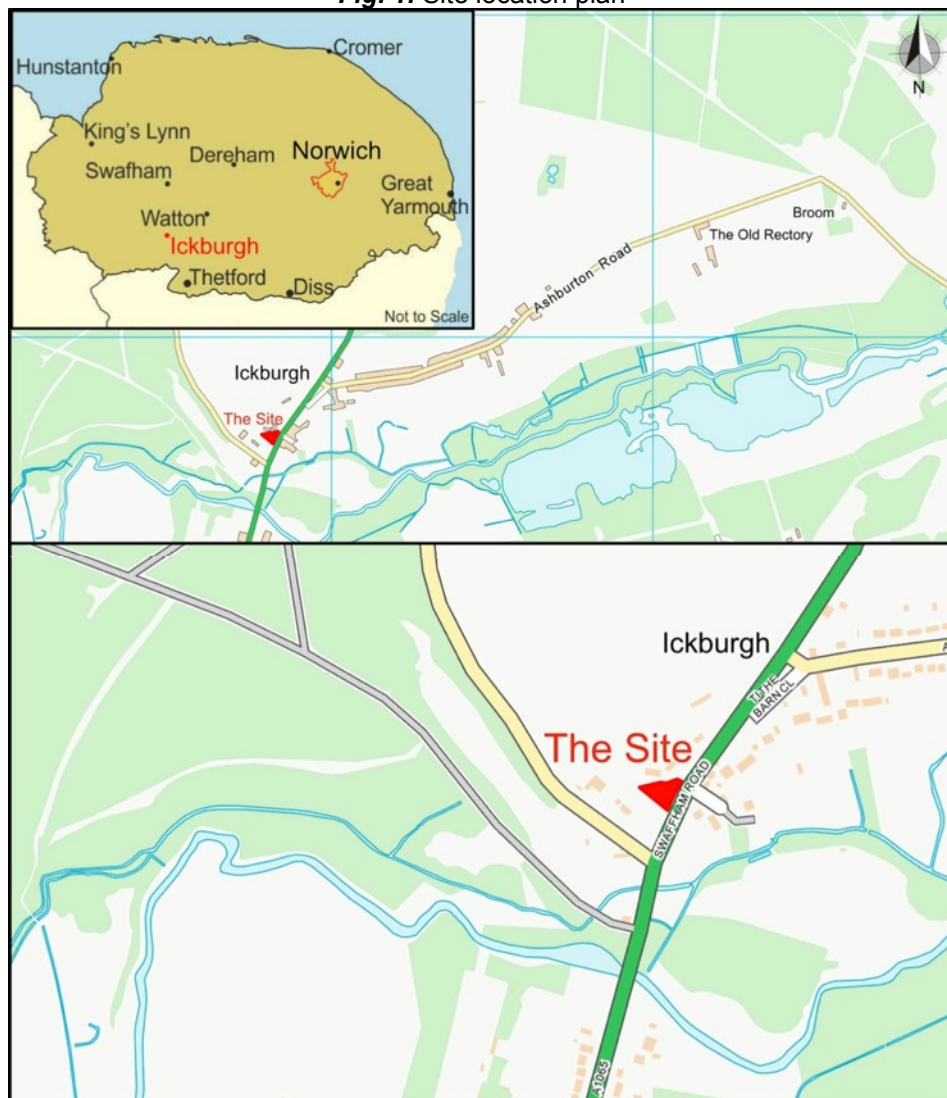 Fig. 1. Site location plan
Cromer
Hunstanton
King's Lynn
Dereham
Swafham
Norwich
Great
Yarmouth
Watton
Ickburgh
Thetford
Diss
Not to Scale
N
Broom
The Old Rectory
Ashburton Road
Ickburgh
The Site
Ickburgh
TITHE
BARN CL
A
The Site
SWAFFHAM ROAD
A1065